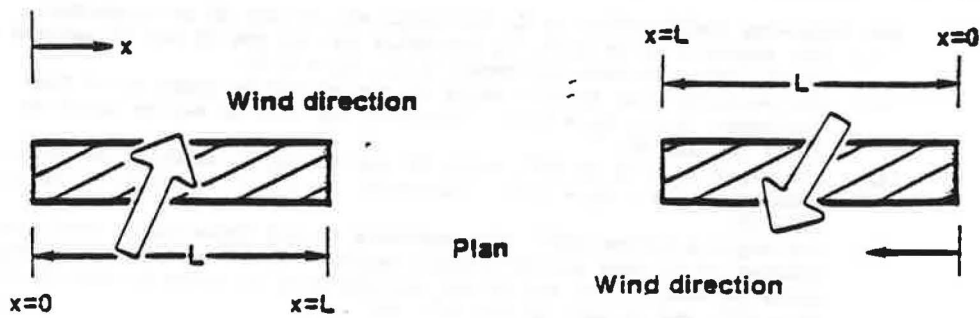 x
Wind direction
L
x=0
x=L
Plan
x=L
x=0
L
Wind direction